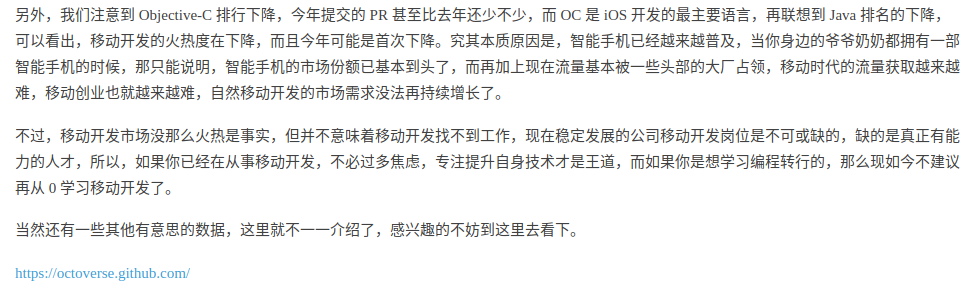 另外，我们注意到 Objective-C 排行下降，今年提交的 PR 甚至比去年还少不少，而 OC 是 iOS 开发的最主要语言，再联想到 Java 排名的下降，
可以看出，移动开发的火热度在下降，而且今年可能是首次下降。究其本质原因是，智能手机已经越来越普及，当你身边的爷爷奶奶都拥有一部
智能手机的时候，那只能说明，智能手机的市场份额已基本到头了，而再加上现在流量基本被一些头部的大厂占领，移动时代的流量获取越来越
难，移动创业也就越来越难，自然移动开发的市场需求没法再持续增长了。
不过，移动开发市场没那么火热是事实，但并不意味着移动开发找不到工作，现在稳定发展的公司移动开发岗位是不可或缺的，缺的是真正有能
力的人才，所以，如果你已经在从事移动开发，不必过多焦虑，专注提升自身技术才是王道，而如果你是想学习编程转行的，那么现如今不建议
再从 0 学习移动开发了。
当然还有一些其他有意思的数据，这里就不一一介绍了，感兴趣的不妨到这里去看下。
https://octoverse.github.com/